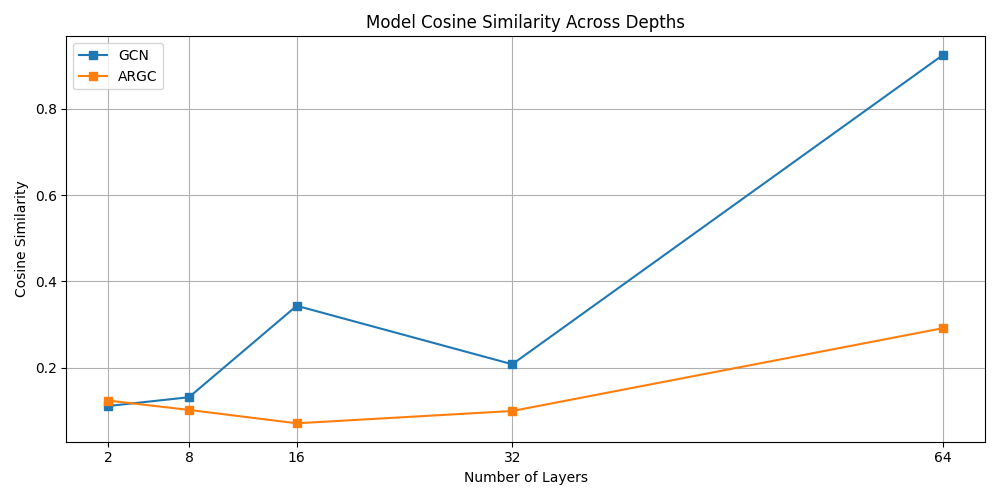 Model Cosine Similarity Across Depths
GCN
ARGC
Cosine Similarity
0.8
0.6
0.4
0.2
2 8 16 32 64
Number of Layers